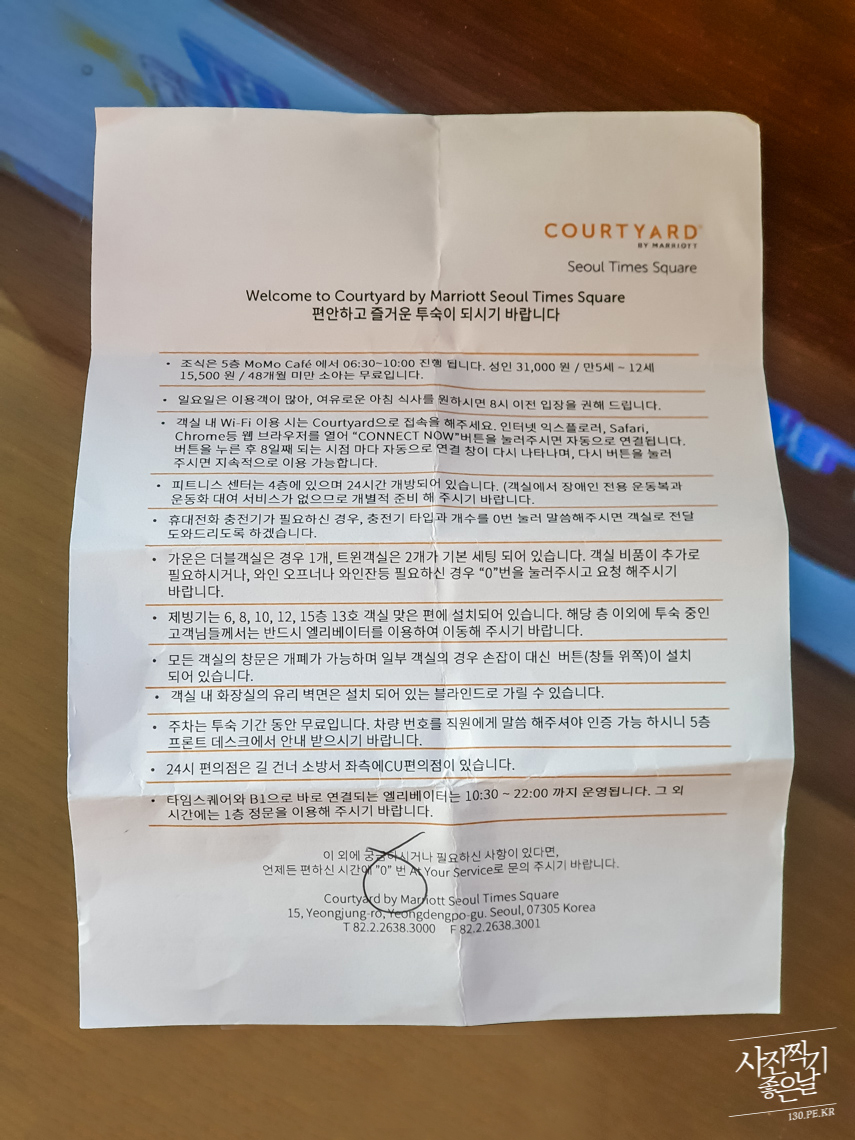 COURTYARD
BY MARRIOTT
Seoul Times Square
Welcome to Courtyard by Marriott Seoul Times Square
편안하고 즐거운 투숙이 되시기 바랍니다
• 조식은 5층 MoMo Café 에서 06:30~10:00 진행 됩니다. 성인 31,000 원 / 만5세 ~ 12세
15,500 원 / 48개월 미만 소아는 무료입니다.
• 일요일은 이용객이 많아, 여유로운 아침 식사를 원하시면 8시 이전 입장을 권해 드립니다.
• 객실 내 Wi-Fi 이용 시는 Courtyard으로 접속을 해주세요. 인터넷 익스플로러, Safari,
Chrome등 웹 브라우저를 열어 "CONNECT NOW"버튼을 눌러주시면 자동으로 연결됩니다.
버튼을 누른 후 8일째 되는 시점 마다 자동으로 연결 창이 다시 나타나며, 다시 버튼을 눌러
주시면 지속적으로 이용 가능합니다.
• 피트니스 센터는 4층에 있으며 24시간 개방되어 있습니다. (객실에서 장애인 전용 운동복과
운동화 대여 서비스가 없으므로 개별적 준비 해 주시기 바랍니다.
• 휴대전화 충전기가 필요하신 경우, 충전기 타입과 개수를 0번 눌러 말씀해주시면 객실로 전달
도와드리도록 하겠습니다.
• 가운은 더블객실은 경우 1개, 트윈객실은 2개가 기본 세팅 되어 있습니다. 객실 비품이 추가로
필요하시거나, 와인 오프너나 와인잔등 필요하신 경우 "0"번을 눌러주시고 요청 해주시기
바랍니다.
• 제빙기는 6, 8, 10, 12, 15층 13호 객실 맞은 편에 설치되어 있습니다. 해당 층 이외에 투숙 중인
고객님들께서는 반드시 엘리베이터를 이용하여 이동해 주시기 바랍니다.
• 모든 객실의 창문은 개폐가 가능하며 일부 객실의 경우 손잡이 대신 버튼(창틀 위쪽)이 설치
되어 있습니다.
• 객실 내 화장실의 유리 벽면은 설치 되어 있는 블라인드로 가릴 수 있습니다.
• 주차는 투숙 기간 동안 무료입니다. 차량 번호를 직원에게 말씀 해주셔야 인증 가능 하시니 5층
프론트 데스크에서 안내 받으시기 바랍니다.
• 24시 편의점은 길 건너 소방서 좌측에CU편의점이 있습니다.
• 타임스퀘어와 B1으로 바로 연결되는 엘리베이터는 10:30 ~ 22:00 까지 운영됩니다. 그 외
시간에는 1층 정문을 이용해 주시기 바랍니다.
이 외에 궁금하시거나 필요하신 사항이 있다면,
언제든 편하신 시간에 "0" 번 At Your Service로 문의 주시기 바랍니다.
Courtyard by Marriott Seoul Times Square
15, Yeongjung-ro, Yeongdengpo-gu. Seoul, 07305 Korea
T 82.2.2638.3000 F 82.2.2638.3001
사진찍기
좋은날
130.PE.KR